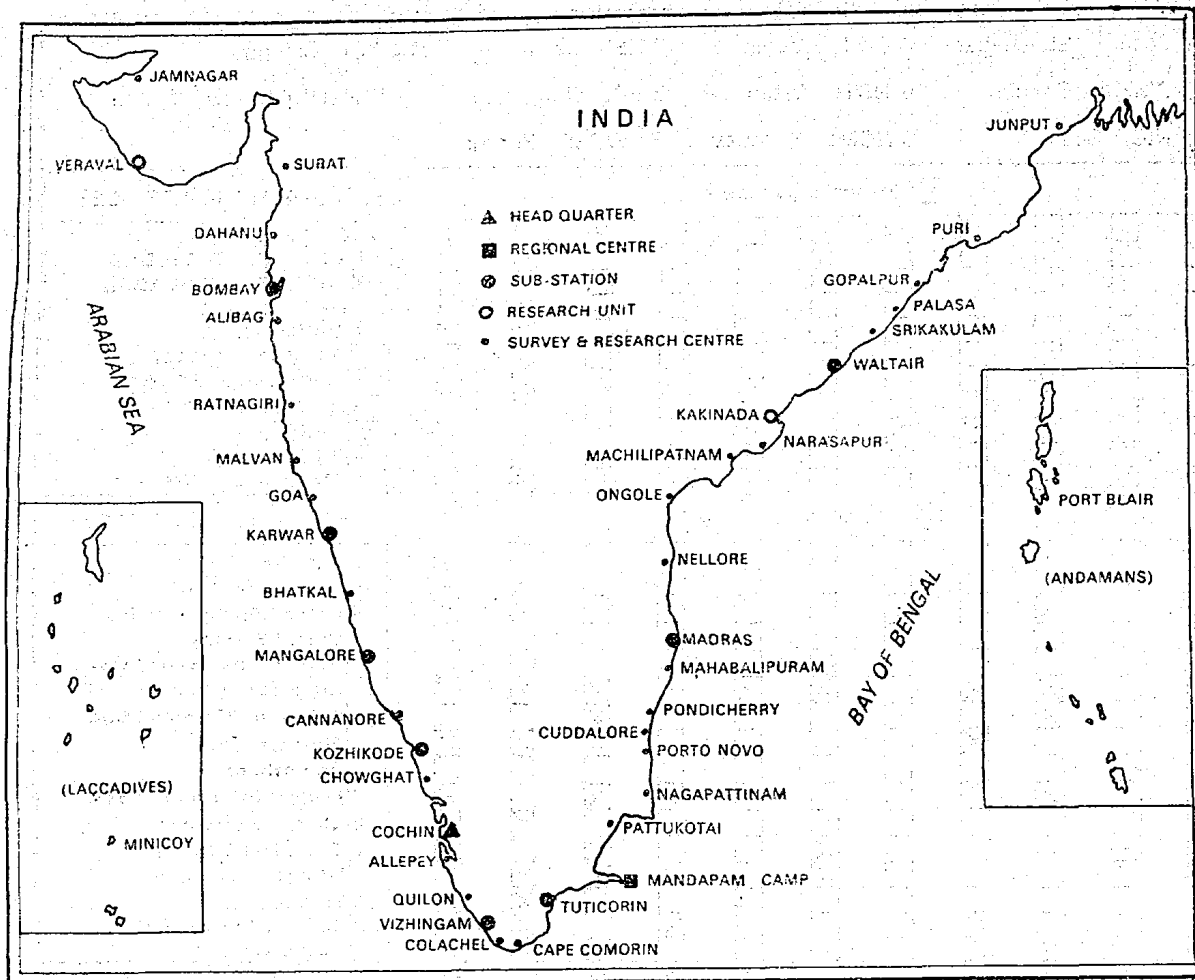 INDIA
JAMNAGAR
VERAVAL
SURAT
DAHANU
BOMBAY
ALIBAG
RATNAGIRI
MALVAN
GOA
KARWAR
BHATKAL
MANGALORE
CANNANORE
KOZHIKODE
CHOWGHAT
COCHIN
ALLEPEY
QUILON
VIZHINGAM
COLACHEL
CAPE COMORIN
ARABIAN SEA
(LACCADIVES)
MINICOY
HEAD QUARTER
REGIONAL CENTRE
SUB-STATION
RESEARCH UNIT
SURVEY & RESEARCH CENTRE
JUNPUT
PURI
GOPALPUR
PALASA
SRIKAKULAM
WALTAIR
KAKINADA
NARASAPUR
MACHILIPATNAM
ONGOLE
NELLORE
MADRAS
MAHABALIPURAM
PONDICHERRY
CUDDALORE
PORTO NOVO
NAGAPATTINAM
PATTUKOTAI
MANDAPAM CAMP
TUTICORIN
BAY OF BENGAL
PORT BLAIR
(ANDAMANS)